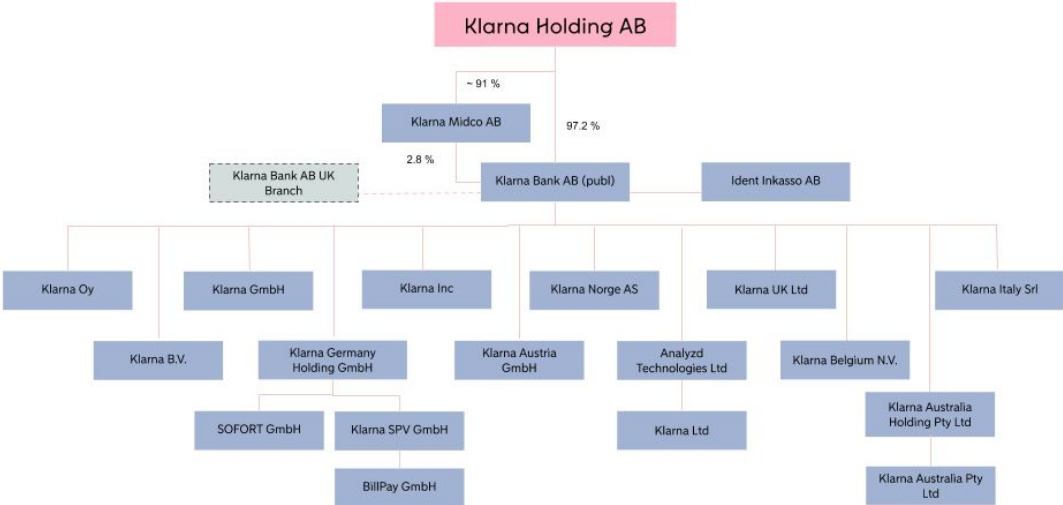 Klarna Holding AB
~ 91 %
Klarna Midco AB
97.2 %
2.8 %
Klarna Bank AB UK
Branch
Klarna Bank AB (publ)
Ident Inkasso AB
Klarna Oy
Klarna GmbH
Klarna Inc
Klarna Norge AS
Klarna UK Ltd
Klarna Italy Srl
Klarna B.V.
Klarna Germany
Holding GmbH
Klarna Austria
GmbH
Analyzd
Technologies Ltd
Klarna Belgium N.V.
SOFORT GmbH
Klarna SPV GmbH
Klarna Ltd
Klarna Australia
Holding Pty Ltd
BillPay GmbH
Klarna Australia Pty
Ltd